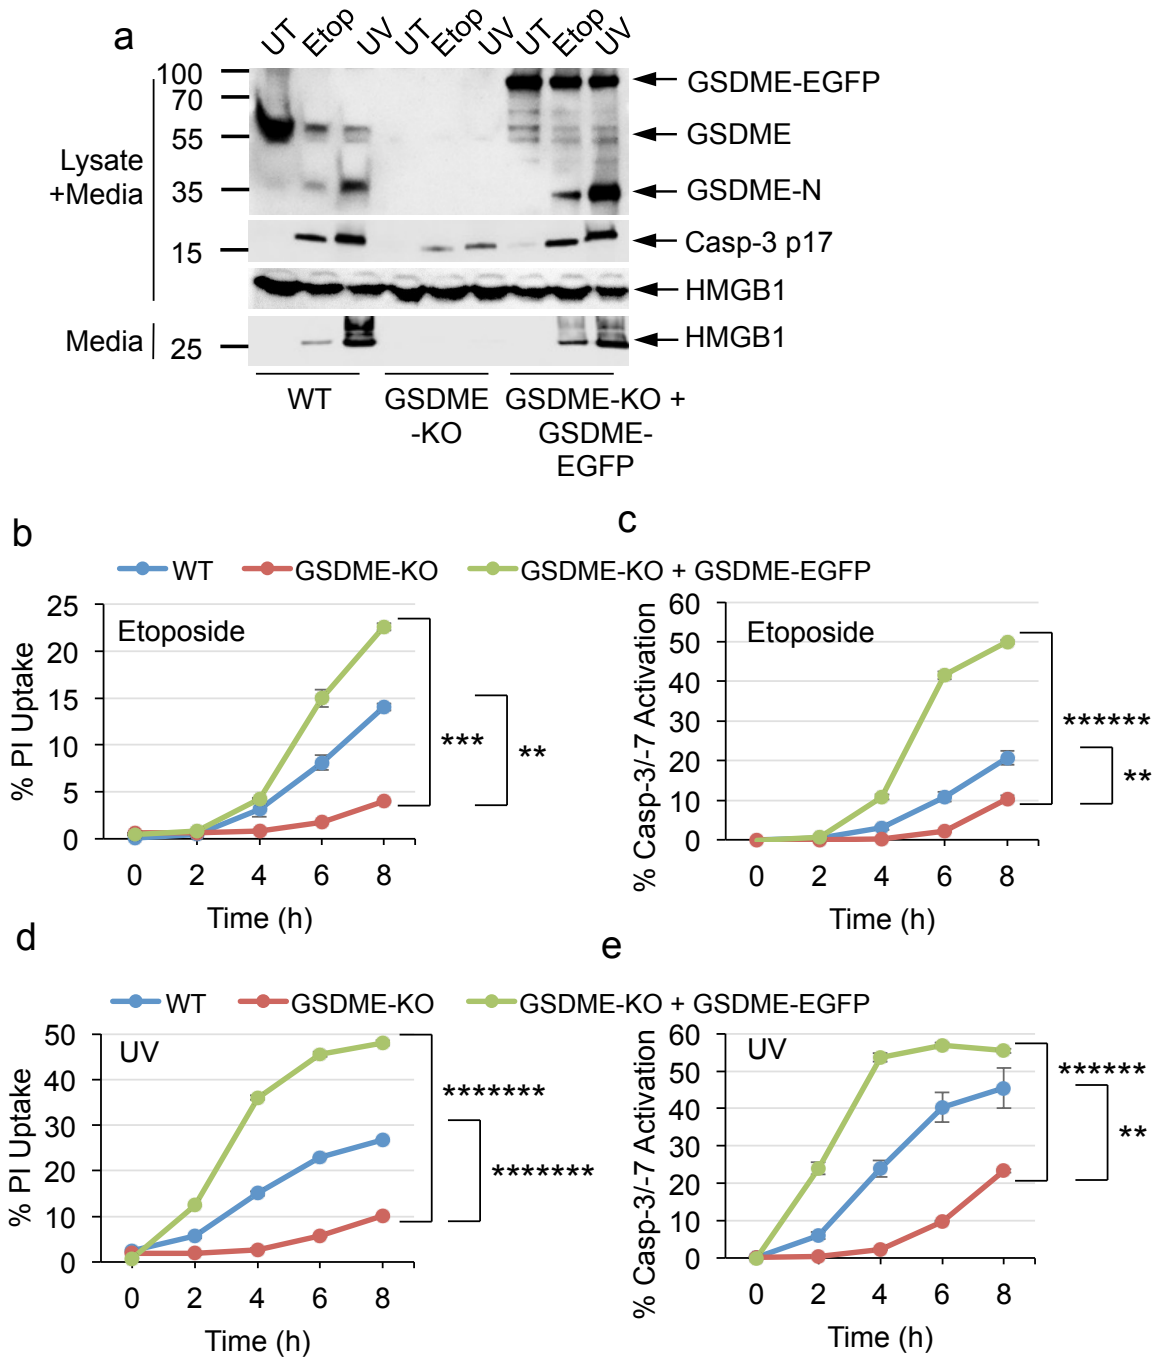 a
UT Etop UV UT Etop UV UT Etop UV
100
70
55
35
15
25
Lysate
+Media
Media
GSDME-EGFP
GSDME
GSDME-N
Casp-3 p17
HMGB1
HMGB1
WT
GSDME
-KO
GSDME-KO +
GSDME-
EGFP
b
WT GSDME-KO GSDME-KO + GSDME-EGFP
Etoposide
% PI Uptake
25
20
15
10
5
0
0 2 4 6 8
Time (h)
*** **
c
Etoposide
% Casp-3/-7 Activation
60
50
40
30
20
10
0
0 2 4 6 8
Time (h)
******
**
d
WT GSDME-KO GSDME-KO + GSDME-EGFP
UV
% PI Uptake
50
40
30
20
10
0
0 2 4 6 8
Time (h)
*******
*******
e
UV
% Casp-3/-7 Activation
60
50
40
30
20
10
0
0 2 4 6 8
Time (h)
******
**